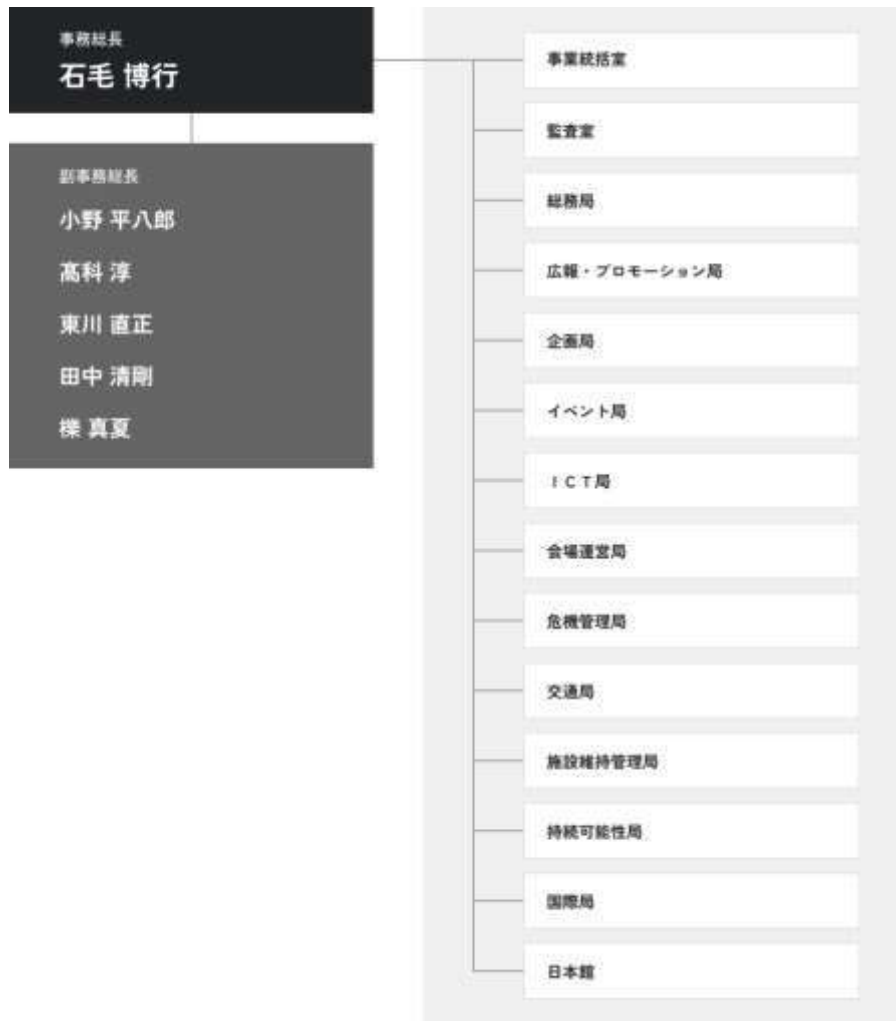 事務総長
石毛 博行
副事務総長
小野 平八郎
髙科 淳
東川 直正
田中 清剛
櫟 真夏
事業統括室
監査室
総務局
広報・プロモーション局
企画局
イベント局
ICT局
会場運営局
危機管理局
交通局
施設維持管理局
持続可能性局
国際局
日本館